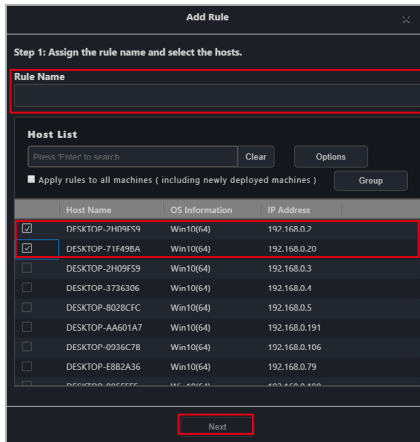 Add Rule
Step 1: Assign the rule name and select the hosts.
Rule Name
Host List
Press 'Enter' to search Clear Options
Apply rules to all machines ( including newly deployed machines ) Group
Host Name OS Information IP Address
DESKTOP-2H09FS9 Win10(64) 192.168.0.2
DESKTOP-71F49BA Win10(64) 192.168.0.20
DESKTOP-2H09FS9 Win10(64) 192.168.0.3
DESKTOP-3736306 Win10(64) 192.168.0.4
DESKTOP-8028CFC Win10(64) 192.168.0.5
DESKTOP-AA601A7 Win10(64) 192.168.0.191
DESKTOP-0936C7B Win10(64) 192.168.0.106
DESKTOP-E8B2A36 Win10(64) 192.168.0.79
Next